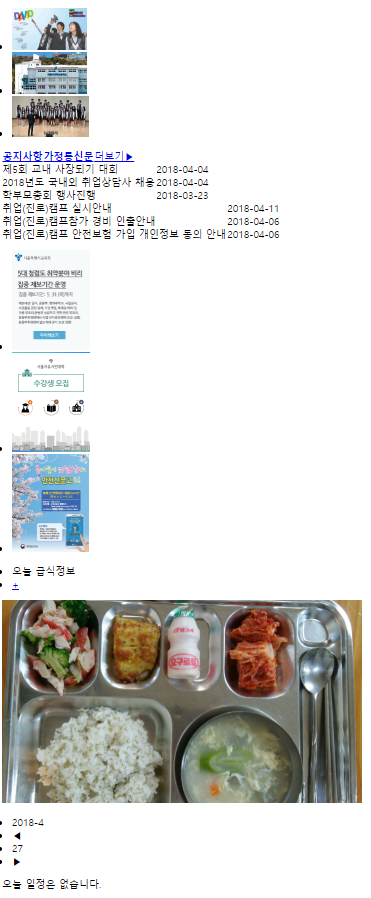 DAVID
공지사항가정통신문더보기▶
제5회 교내 사장되기 대회 2018-04-04
2018년도 국내외 취업상담사 채용 2018-04-04
학부모총회 행사진행 2018-03-23
취업(진로)캠프 실시안내 2018-04-11
취업(진로)캠프참가 경비 인출안내 2018-04-06
취업(진로)캠프 안전보험 가입 개인정보 동의 안내 2018-04-06
서울특별시교육청
5대 청렴도 취약분야 비리
집중 제보기간 운영
수강생 모집
안전신문고
오늘 급식정보
+
요구르트
2018-4
◀
27
▶
오늘 일정은 없습니다.